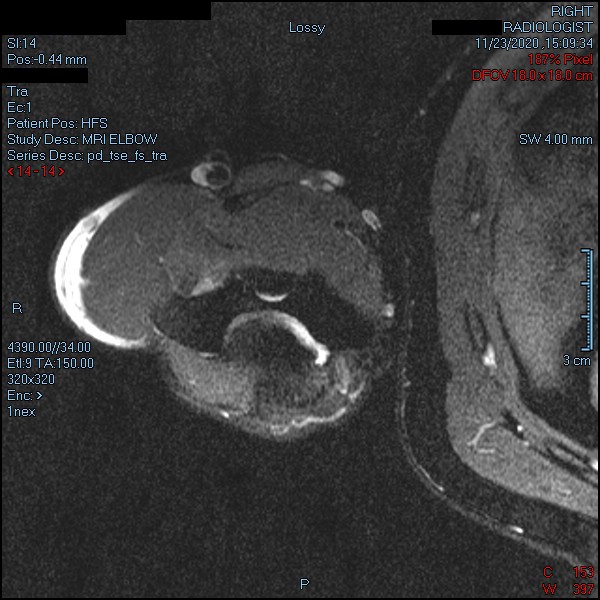 Lossy
RIGHT
RADIOLOGIST
11/23/2020 ,15:09:34
187% Pixel
DFOV 18.0 x 18.0 cm
SI:14
Pos:-0.44 mm
Tra
Ec:1
Patient Pos: HFS
Study Desc: MRI ELBOW
Series Desc: pd_tse_fs_tra
< 14 - 14 >
SW 4.00 mm
R
4390.00//34.00
Etl:9 TA:150.00
320x320
Enc: >
1nex
3 cm
P
C 153
W 397